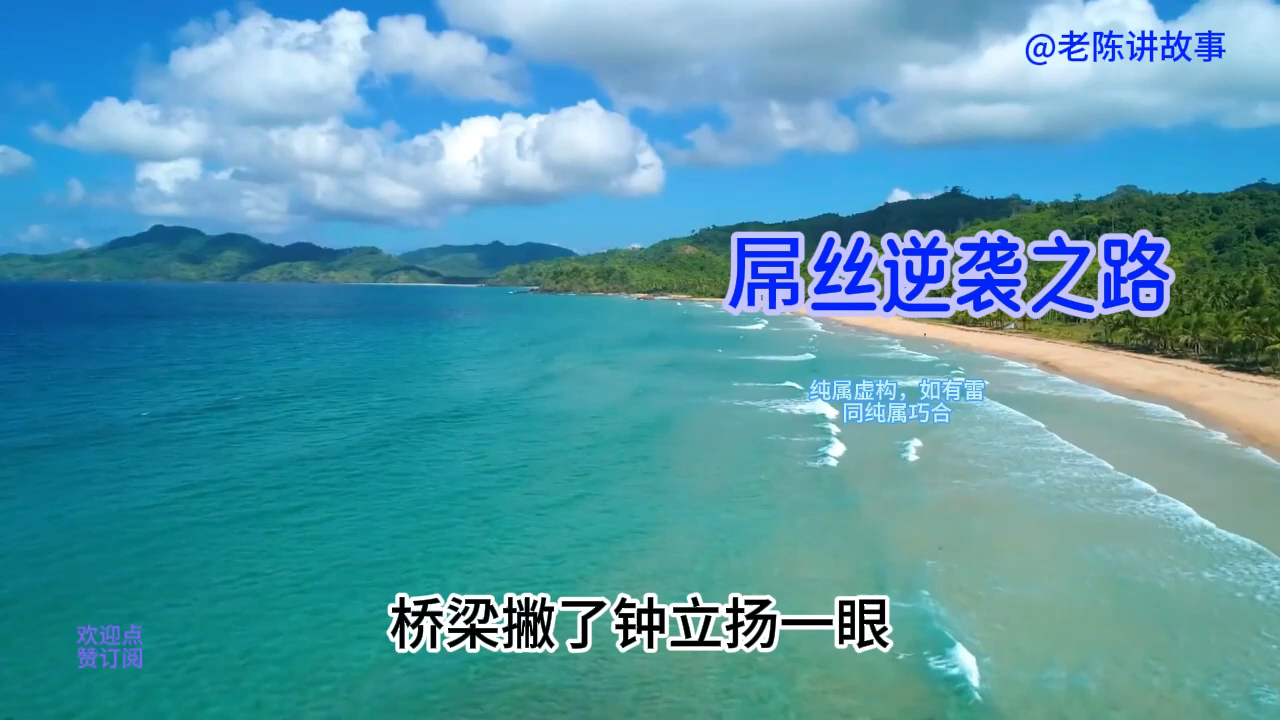 @老陈讲故事
屌丝逆袭之路
纯属虚构，如有雷
同纯属巧合
桥梁撇了钟立扬一眼
欢迎点
赞订阅